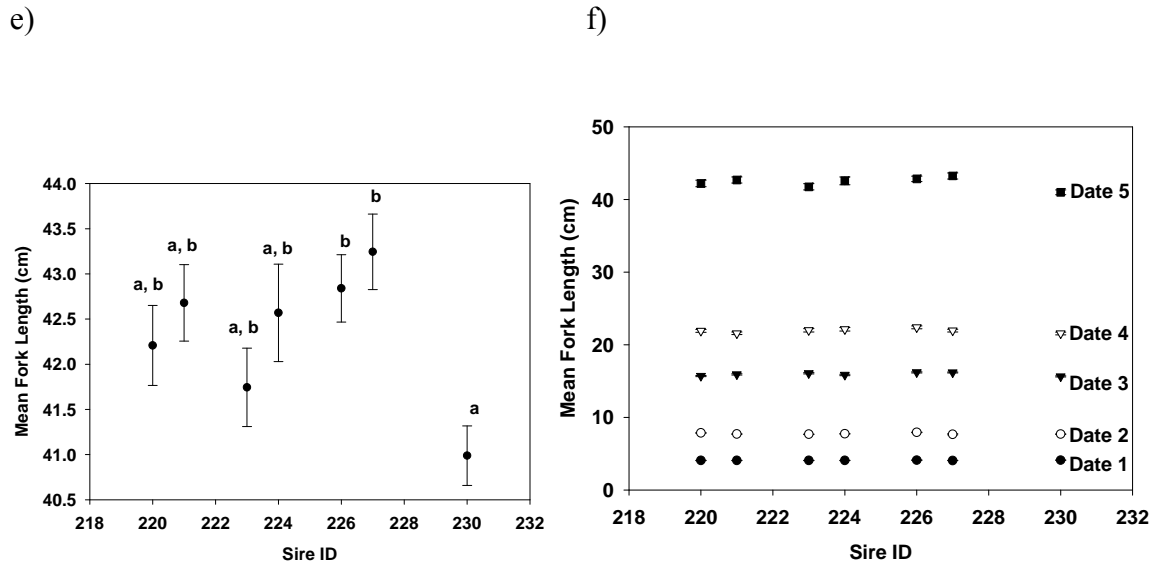 e)
44.0
43.5
43.0
42.5
42.0
41.5
41.0
40.5
Mean Fork Length (cm)
a, b
a, b
a, b
a, b
b
b
a
218 220 222 224 226 228 230 232
Sire ID
f)
50
40
30
20
10
0
Mean Fork Length (cm)
Date 5
Date 4
Date 3
Date 2
Date 1
218 220 222 224 226 228 230 232
Sire ID